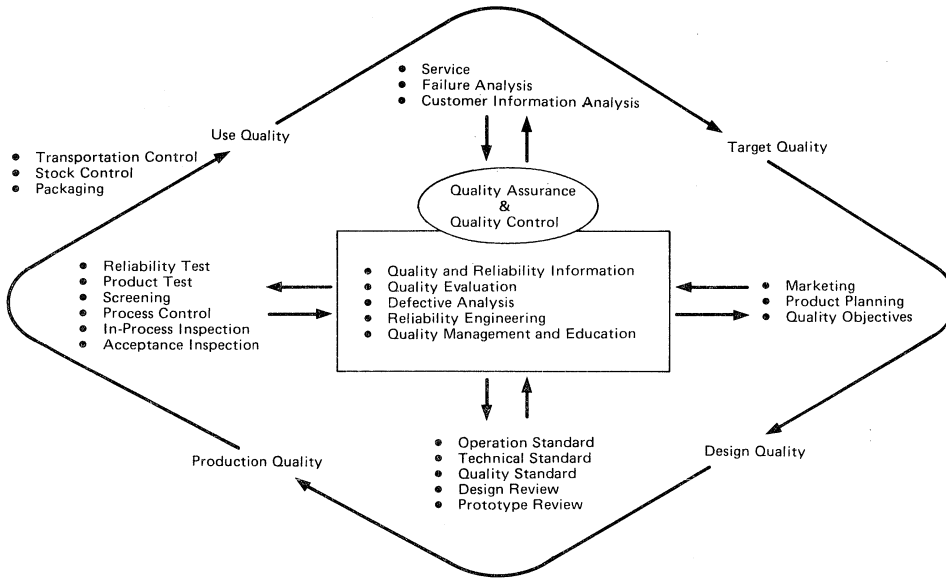 ● Service
● Failure Analysis
● Customer Information Analysis
Use Quality
Target Quality
● Transportation Control
● Stock Control
● Packaging
Quality Assurance
&
Quality Control
● Reliability Test
● Product Test
● Screening
● Process Control
● In-Process Inspection
● Acceptance Inspection
● Quality and Reliability Information
● Quality Evaluation
● Defective Analysis
● Reliability Engineering
● Quality Management and Education
● Marketing
● Product Planning
● Quality Objectives
Production Quality
● Operation Standard
● Technical Standard
● Quality Standard
● Design Review
● Prototype Review
Design Quality